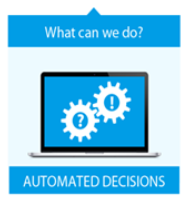 What can we do?
?
!
AUTOMATED DECISIONS